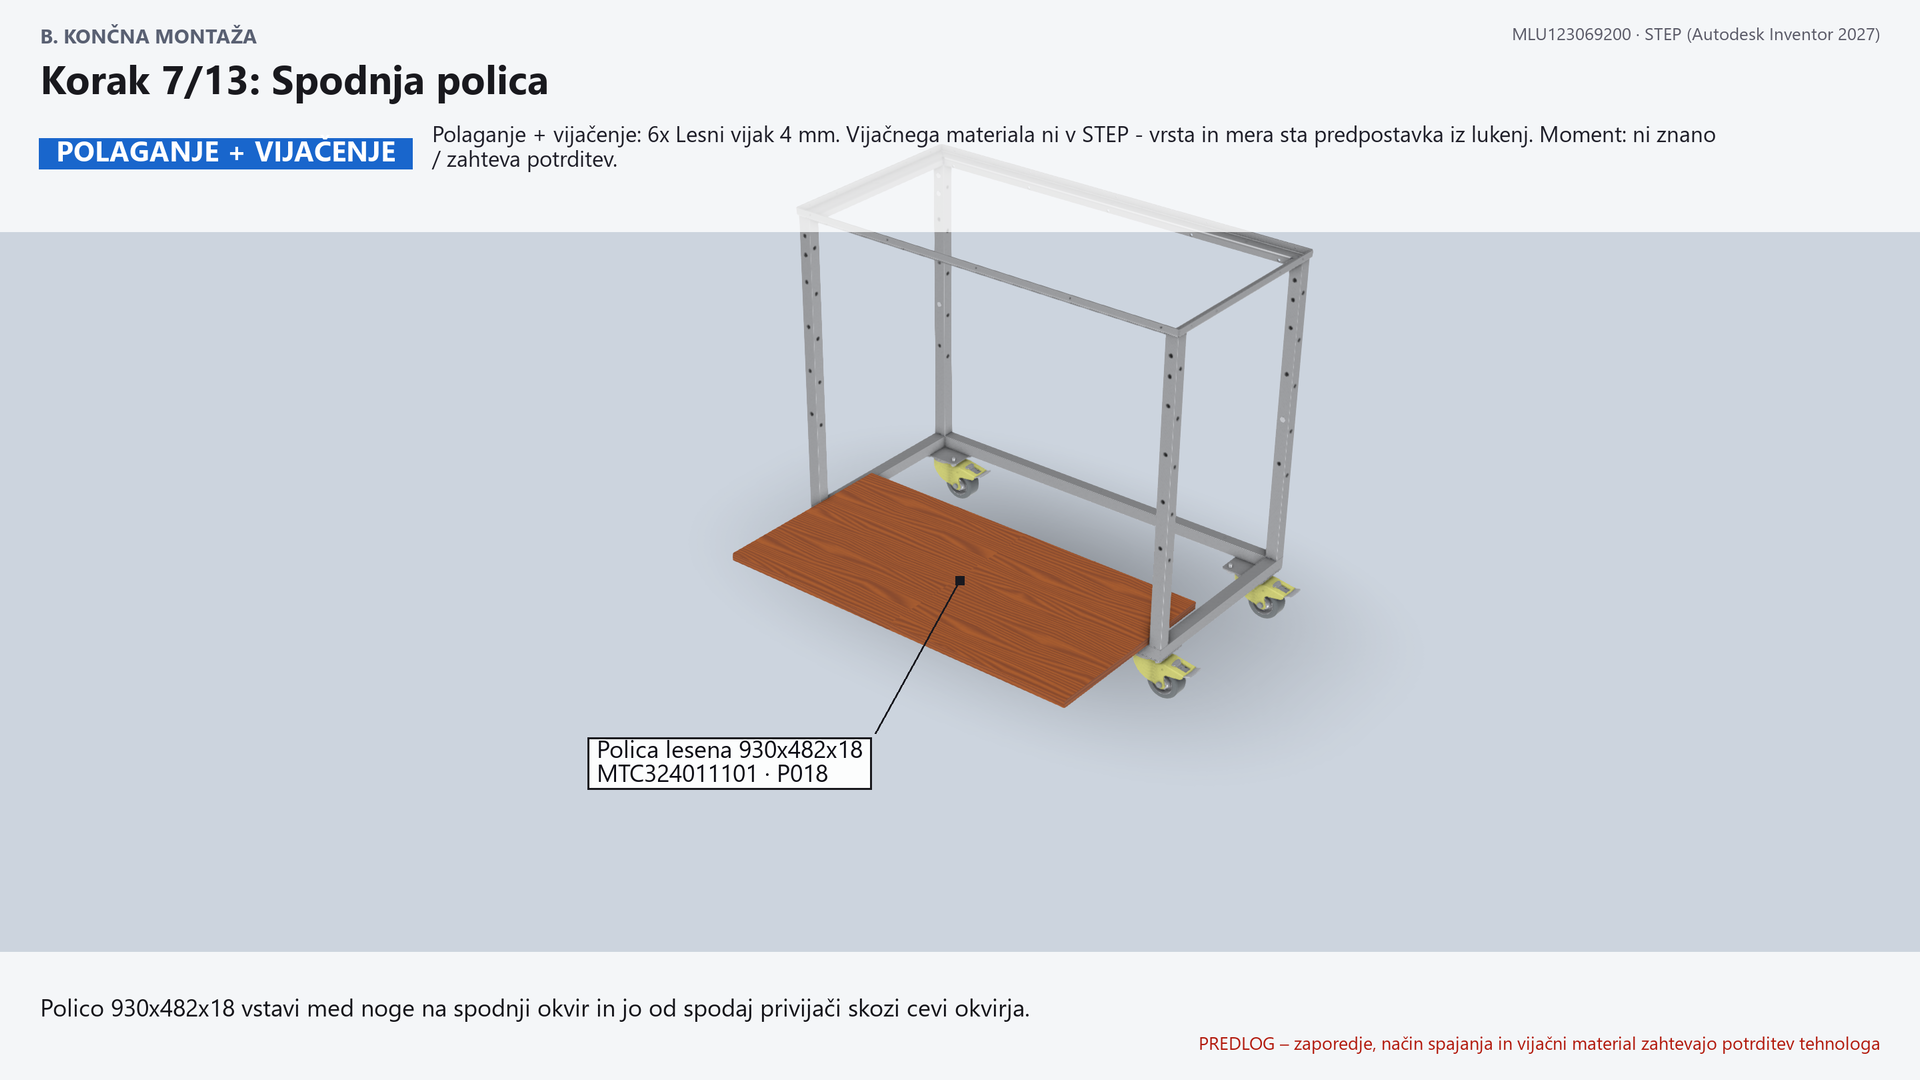 B. KONČNA MONTAŽA
MLU123069200 · STEP (Autodesk Inventor 2027)
Korak 7/13: Spodnja polica
POLAGANJE + VIJAČENJE
Polaganje + vijačenje: 6x Lesni vijak 4 mm. Vijačnega materiala ni v STEP - vrsta in mera sta predpostavka iz lukenj. Moment: ni znano
/ zahteva potrditev.
Polica lesena 930x482x18
MTC324011101 · P018
Polico 930x482x18 vstavi med noge na spodnji okvir in jo od spodaj privijači skozi cevi okvirja.
PREDLOG – zaporedje, način spajanja in vijačni material zahtevajo potrditev tehnologa